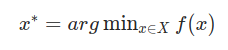 x* = arg min_{x∈X} f(x)